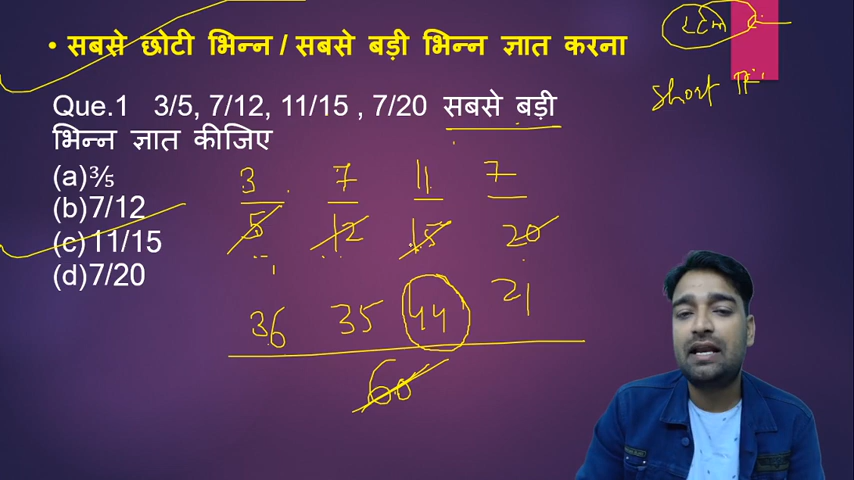 • सबसे छोटी भिन्न / सबसे बड़ी भिन्न ज्ञात करना
LCM
Short Tr.
Que.1 3/5, 7/12, 11/15 , 7/20 सबसे बड़ी
भिन्न ज्ञात कीजिए
(a)⅗
(b)7/12
(c)11/15
(d)7/20
3 7 11 7
5 12 15 20
36 35 44 21
60